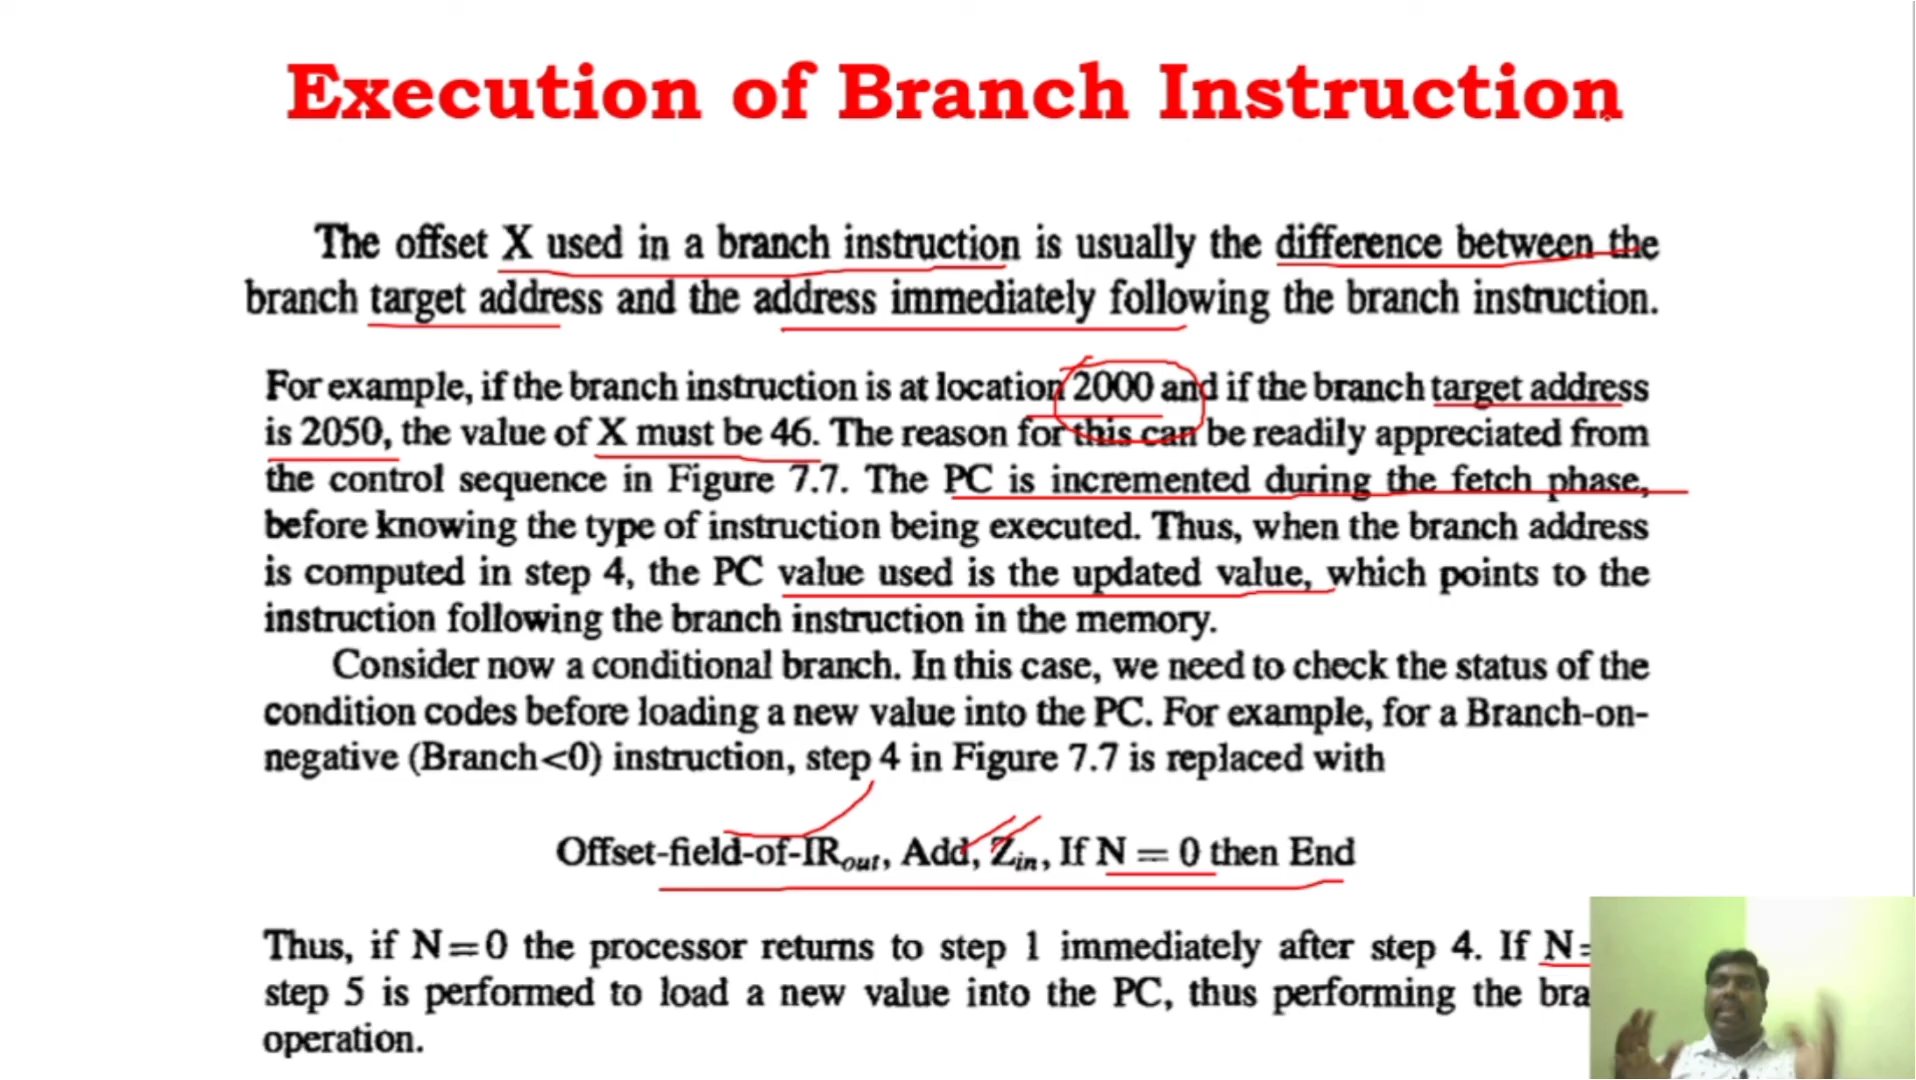 Execution of Branch Instruction
The offset X used in a branch instruction is usually the difference between the
branch target address and the address immediately following the branch instruction.
For example, if the branch instruction is at location 2000 and if the branch target address
is 2050, the value of X must be 46. The reason for this can be readily appreciated from
the control sequence in Figure 7.7. The PC is incremented during the fetch phase,
before knowing the type of instruction being executed. Thus, when the branch address
is computed in step 4, the PC value used is the updated value, which points to the
instruction following the branch instruction in the memory.
Consider now a conditional branch. In this case, we need to check the status of the
condition codes before loading a new value into the PC. For example, for a Branch-on-
negative (Branch<0) instruction, step 4 in Figure 7.7 is replaced with
Offset-field-of-IRout, Add, Zin, If N = 0 then End
Thus, if N=0 the processor returns to step 1 immediately after step 4. If N=
step 5 is performed to load a new value into the PC, thus performing the bra
operation.